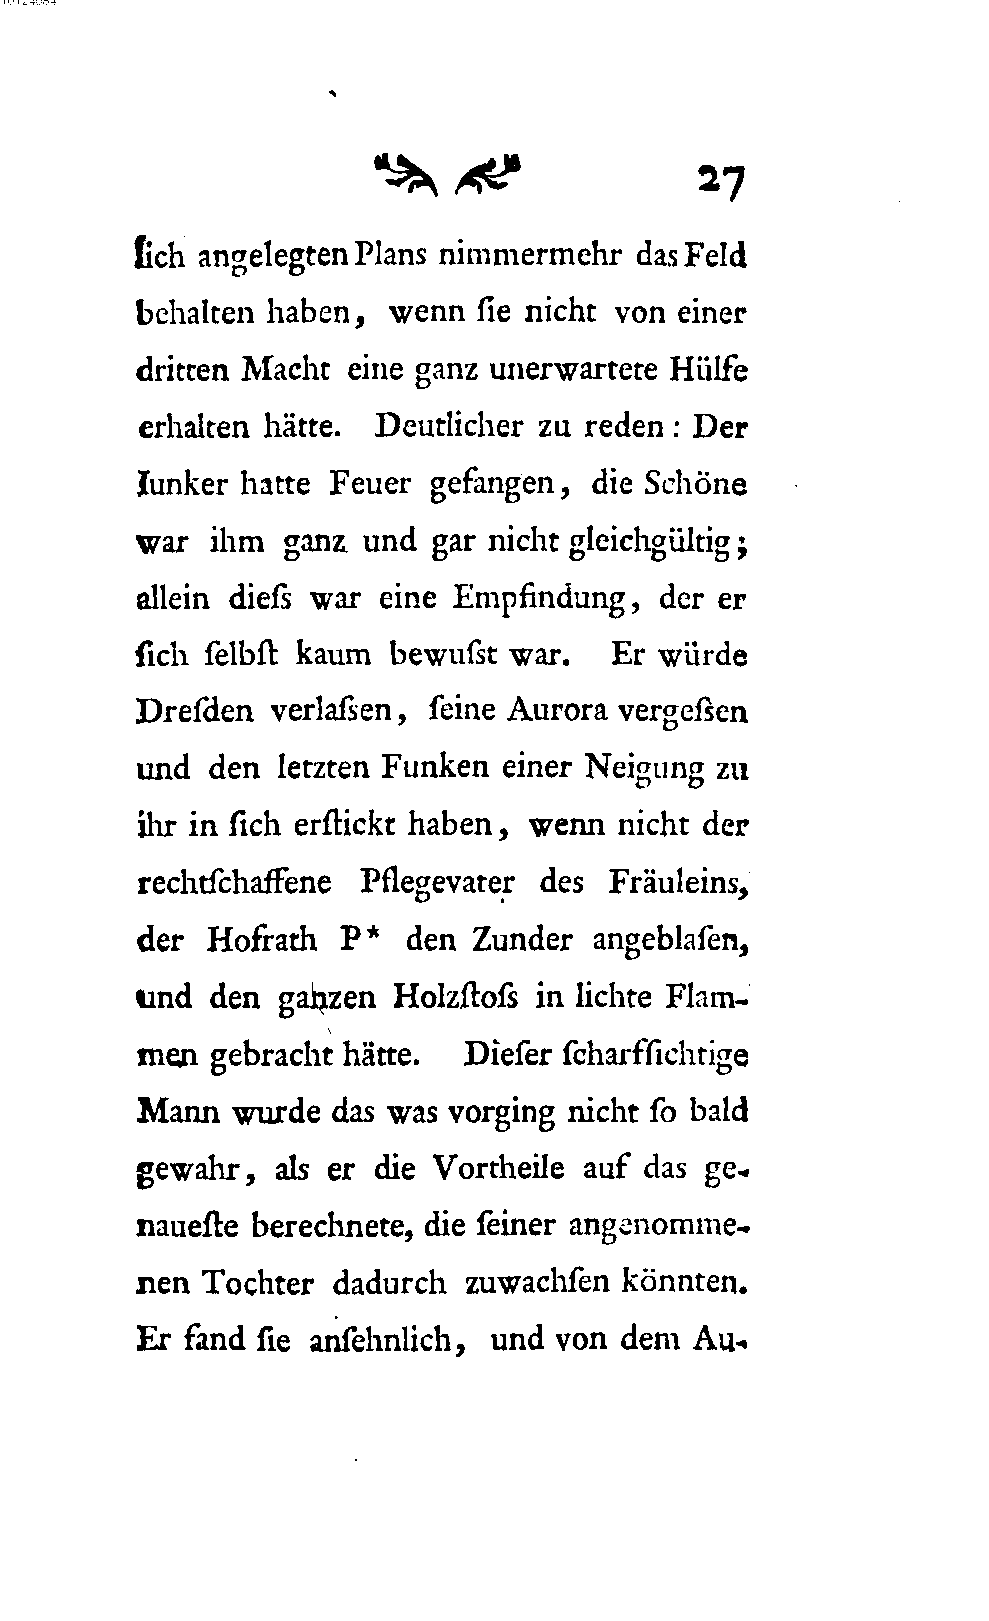 27
ſich angelegten Plans nimmermehr das Feld
behalten haben, wenn ſie nicht von einer
dritten Macht eine ganz unerwartete Hülfe
erhalten hätte. Deutlicher zu reden: Der
Iunker hatte Feuer gefangen, die Schöne
war ihm ganz und gar nicht gleichgültig;
allein dieſs war eine Empfindung, der er
ſich ſelbſt kaum bewuſst war. Er würde
Dreſden verlaſsen, ſeine Aurora vergeſsen
und den letzten Funken einer Neigung zu
ihr in ſich erſtickt haben, wenn nicht der
rechtſchaffene Pflegevater des Fräuleins,
der Hofrath P* den Zunder angeblaſen,
und den ganzen Holzſtoſs in lichte Flam-
men gebracht hätte. Dieſer ſcharfſichtige
Mann wurde das was vorging nicht ſo bald
gewahr, als er die Vortheile auf das ge-
naueſte berechnete, die ſeiner angenomme-
nen Tochter dadurch zuwachſen könnten.
Er fand ſie anſehnlich, und von dem Au-